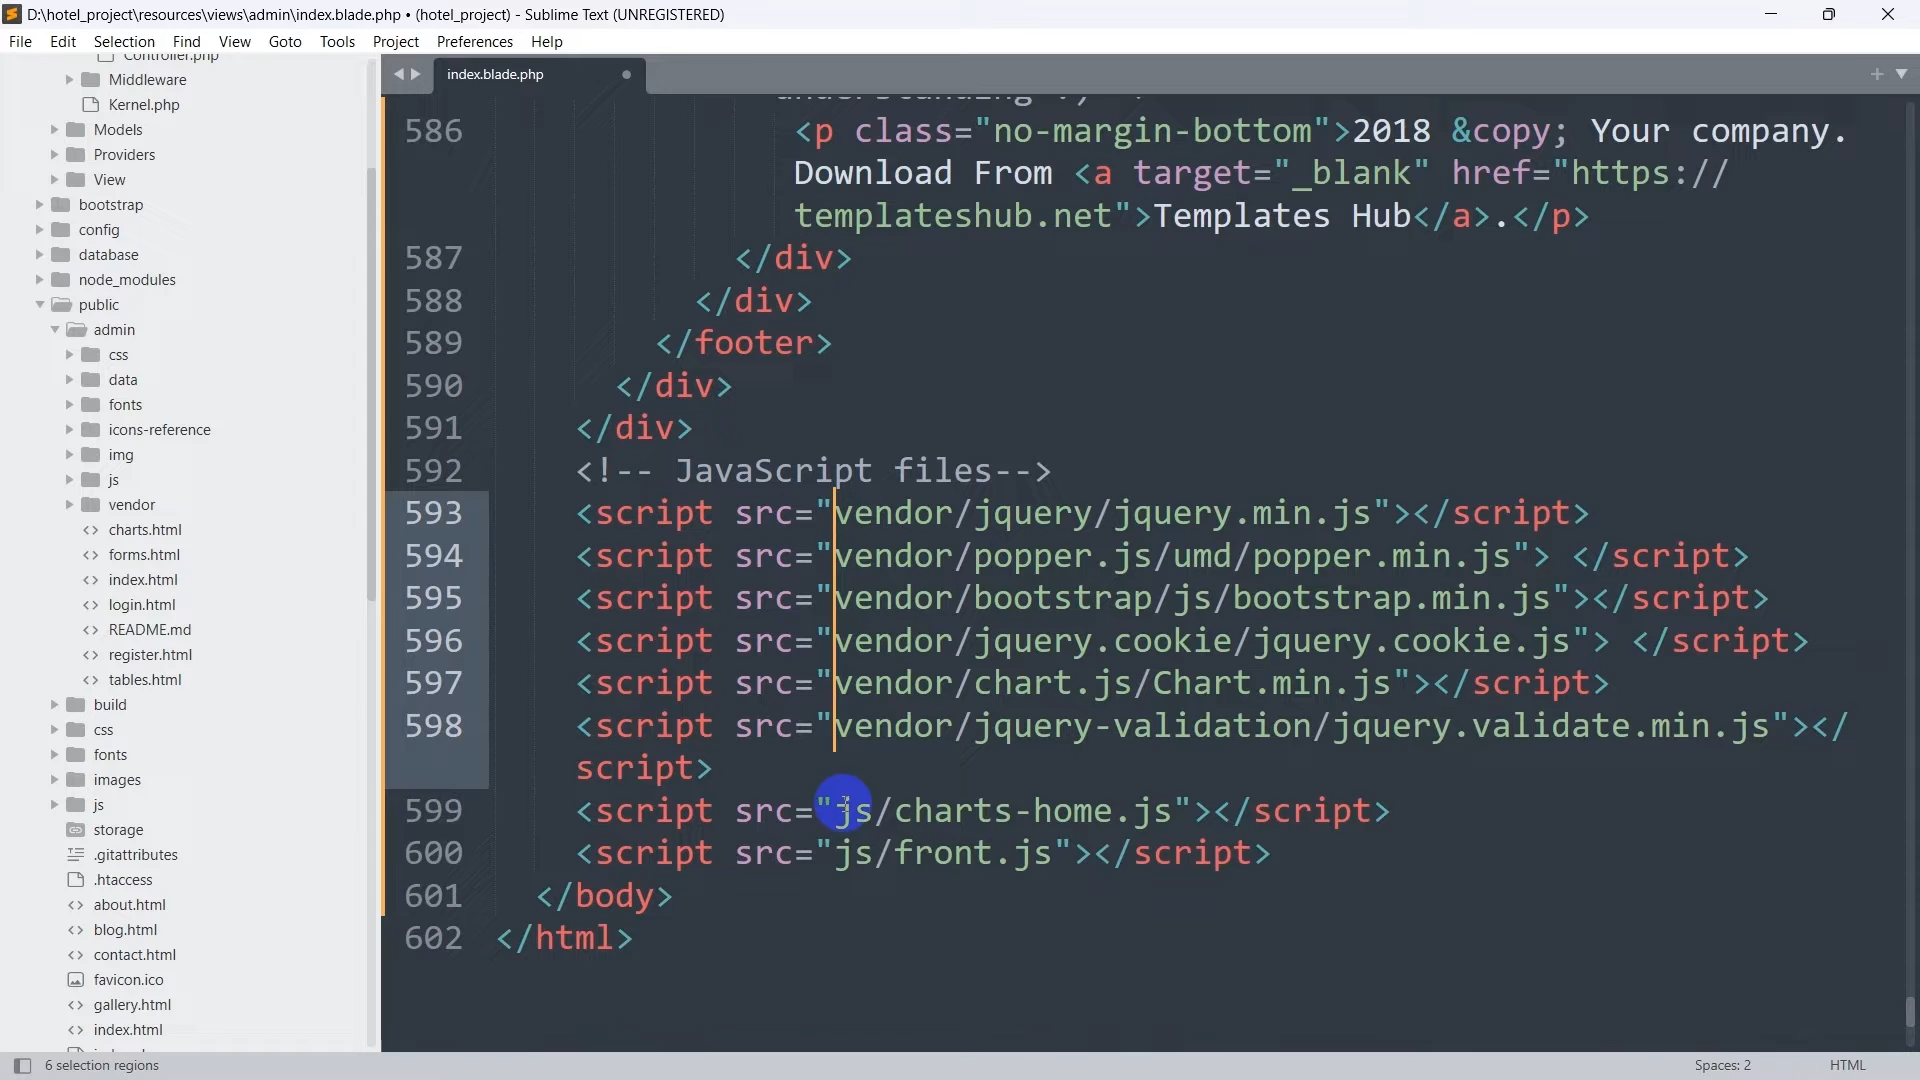 D:\hotel_project\resources\views\admin\index.blade.php • (hotel_project) - Sublime Text (UNREGISTERED)
File Edit Selection Find View Goto Tools Project Preferences Help
Controller.php
Middleware
Kernel.php
Models
Providers
View
bootstrap
config
database
node_modules
public
admin
css
data
fonts
icons-reference
img
js
vendor
charts.html
forms.html
index.html
login.html
README.md
register.html
tables.html
build
css
fonts
images
js
storage
.gitattributes
.htaccess
about.html
blog.html
contact.html
favicon.ico
gallery.html
index.html
index.blade.php
586 <p class="no-margin-bottom">2018 &copy; Your company.
Download From <a target="_blank" href="https://
templateshub.net">Templates Hub</a>.</p>
587 </div>
588 </div>
589 </footer>
590 </div>
591 </div>
592 <!-- JavaScript files-->
593 <script src="vendor/jquery/jquery.min.js"></script>
594 <script src="vendor/popper.js/umd/popper.min.js"> </script>
595 <script src="vendor/bootstrap/js/bootstrap.min.js"></script>
596 <script src="vendor/jquery.cookie/jquery.cookie.js"> </script>
597 <script src="vendor/chart.js/Chart.min.js"></script>
598 <script src="vendor/jquery-validation/jquery.validate.min.js"></
script>
599 <script src="js/charts-home.js"></script>
600 <script src="js/front.js"></script>
601 </body>
602 </html>
6 selection regions
Spaces: 2
HTML